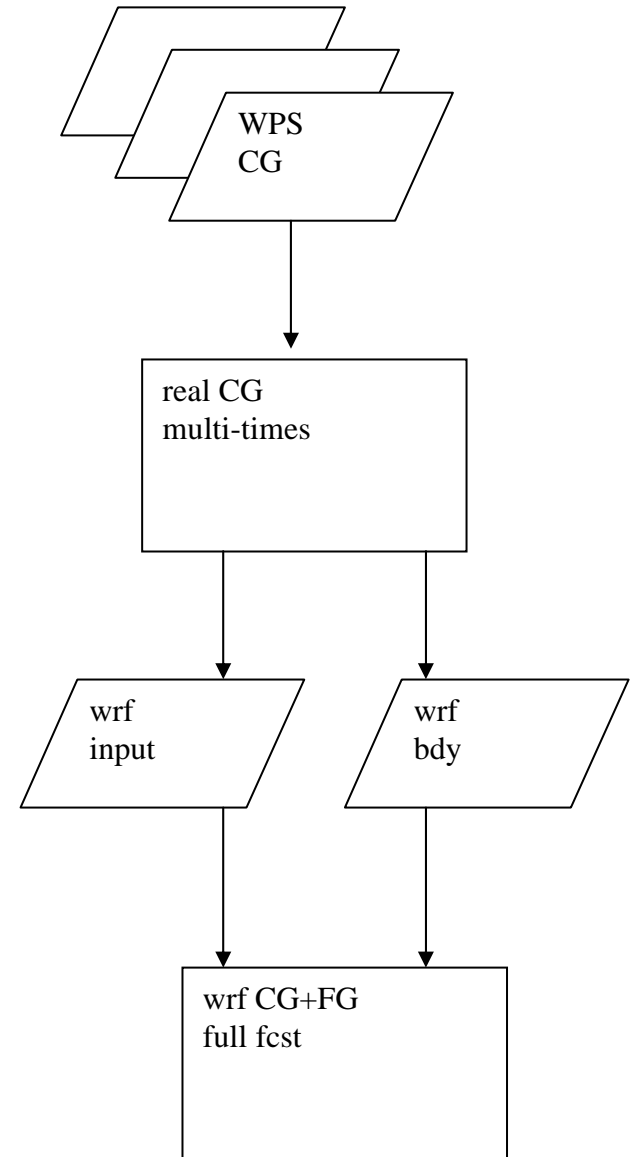 WPS
CG
real CG
multi-times
wrf
input
wrf
bdy
wrf CG+FG
full fcst